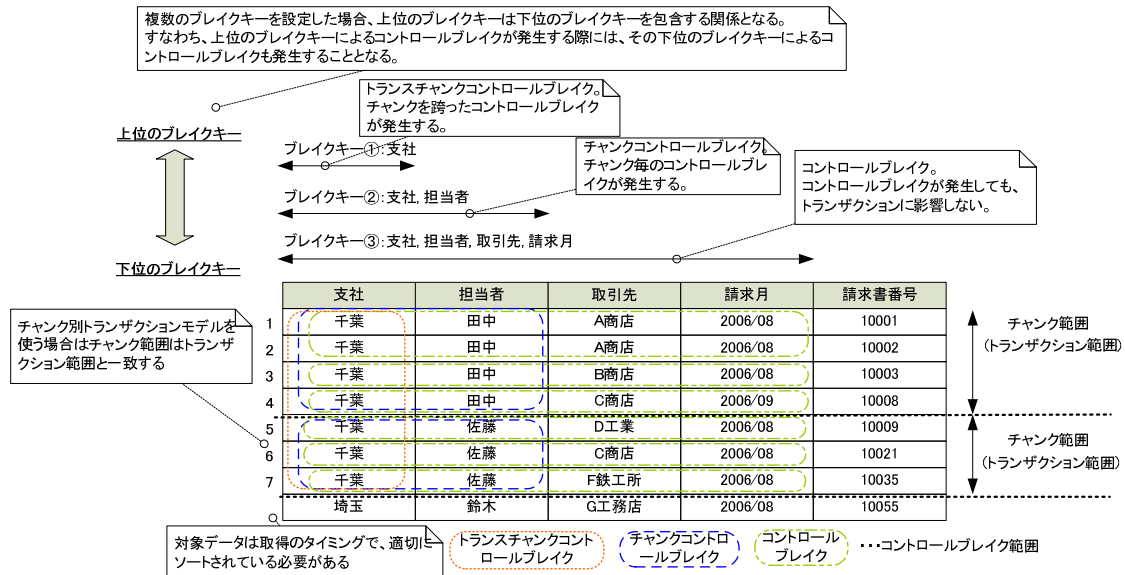 複数のブレイクキーを設定した場合、上位のブレイクキーは下位のブレイクキーを包含する関係となる。
すなわち、上位のブレイクキーによるコントロールブレイクが発生する際には、その下位のブレイクキーによるコ
ントロールブレイクも発生することとなる。
トランスチャンクコントロールブレイク。
チャンクを跨ったコントロールブレイク
が発生する。
上位のブレイクキー
チャンクコントロールブレイク。
チャンク毎のコントロールブレ
イクが発生する。
コントロールブレイク。
コントロールブレイクが発生しても、
トランザクションに影響しない。
ブレイクキー①:支社
ブレイクキー②:支社, 担当者
ブレイクキー③:支社, 担当者, 取引先, 請求月
下位のブレイクキー
支社 担当者 取引先 請求月 請求書番号
1 千葉 田中 A商店 2006/08 10001
2 千葉 田中 A商店 2006/08 10002
3 千葉 田中 B商店 2006/08 10003
4 千葉 田中 C商店 2006/09 10008
5 千葉 佐藤 D工業 2006/08 10009
6 千葉 佐藤 C商店 2006/08 10021
7 千葉 佐藤 F鉄工所 2006/08 10035
埼玉 鈴木 G工務店 2006/08 10055
チャンク範囲
(トランザクション範囲)
チャンク範囲
(トランザクション範囲)
チャンク別トランザクションモデルを
使う場合はチャンク範囲はトランザ
クション範囲と一致する
対象データは取得のタイミングで、適切に
ソートされている必要がある
トランスチャンクコント
ロールブレイク
チャンクコントロ
ールブレイク
コントロール
ブレイク
･･･コントロールブレイク範囲